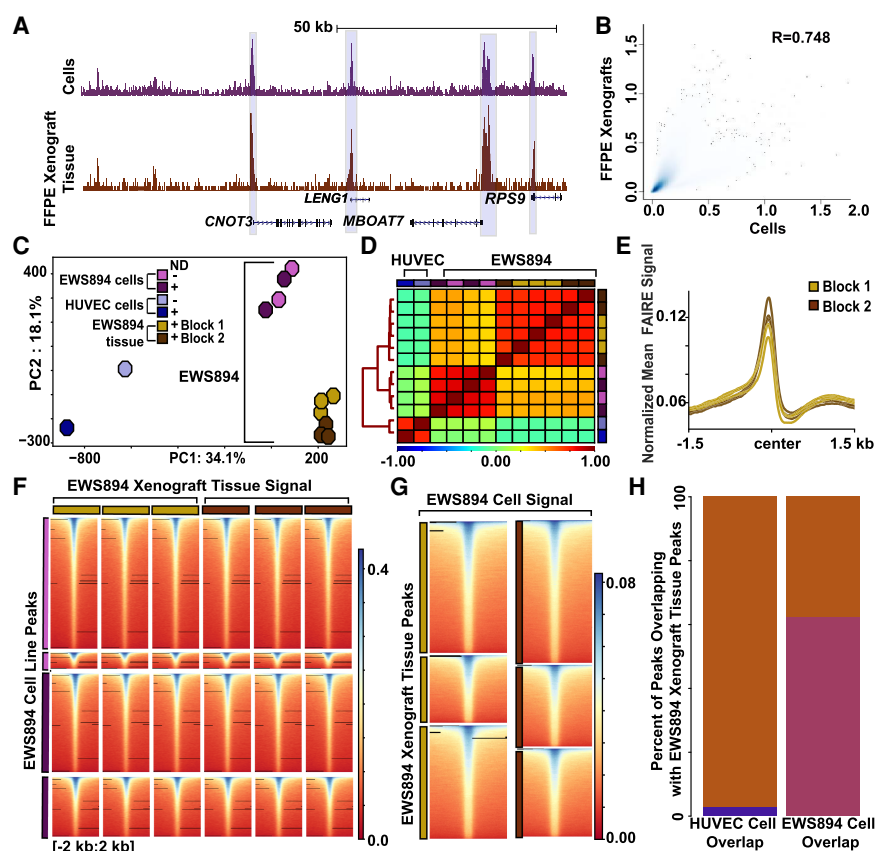 A
50 kb
Cells
FFPE Xenograft
Tissue
LENG1
RPS9
CNOT3
MBOAT7
B
R=0.748
FFPE Xenografts
1.5
1.0
0.5
0.0
0.0
0.5
1.0
1.5
2.0
Cells
C
400
−300
PC2 : 18.1%
ND
EWS894 cells
-
+
HUVEC cells
-
+
EWS894
tissue
+ Block 1
+ Block 2
EWS894
−800
PC1: 34.1%
200
D
HUVEC
EWS894
-1.00
0.00
1.00
E
Block 1
Block 2
Normalized Mean FAIRE Signal
0.12
0.06
-1.5
center
1.5 kb
F
EWS894 Xenograft Tissue Signal
EWS894 Cell Line Peaks
0.4
0.0
[-2 kb:2 kb]
G
EWS894 Cell Signal
EWS894 Xenograft Tissue Peaks
0.08
0.00
H
Percent of Peaks Overlapping
with EWS894 Xenograft Tissue Peaks
100
0
HUVEC Cell
Overlap
EWS894 Cell
Overlap